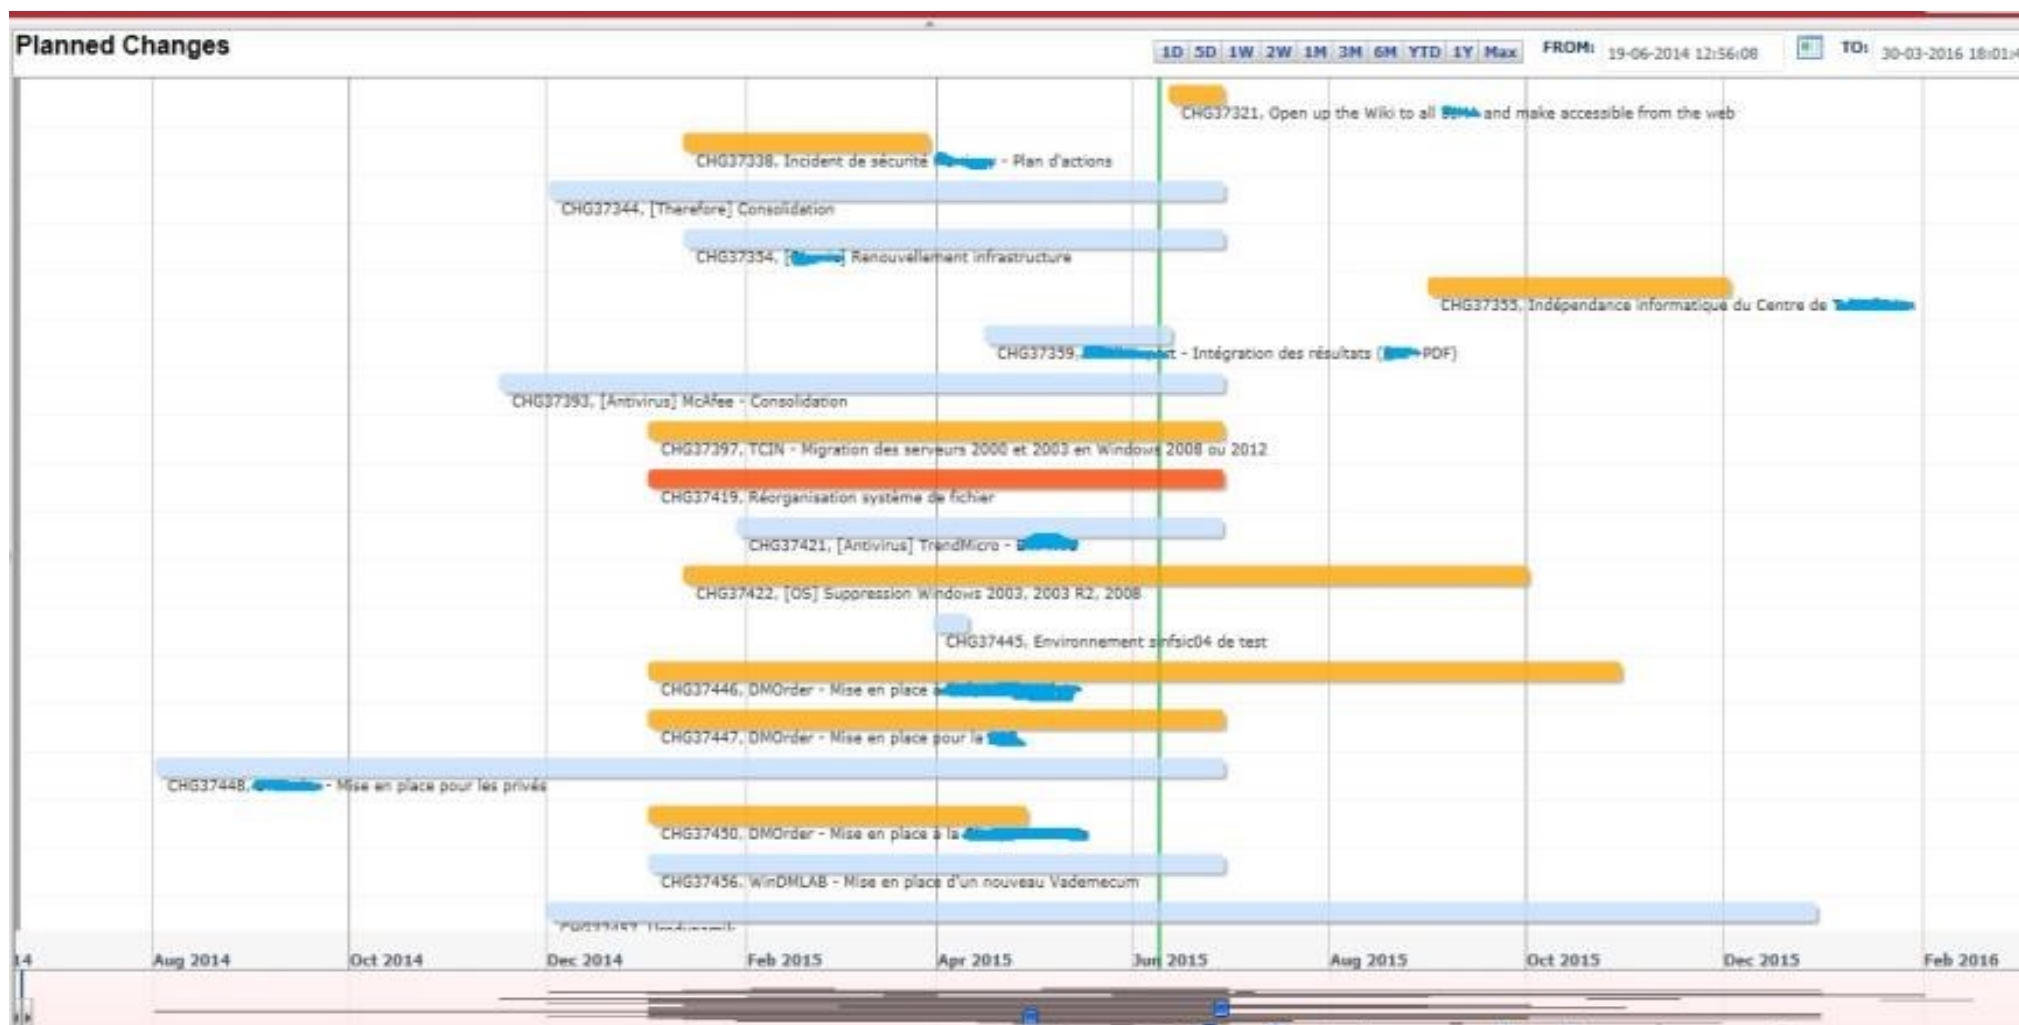 Planned Changes
1D 5D 1W 2W 1M 3M 6M YTD 1Y Max FROM: 19-06-2014 12:56:08 TO: 30-03-2016 18:01:4
CHG37321, Open up the Wiki to all and make accessible from the web
CHG37338, Incident de sécurité - Plan d'actions
CHG37344, [Therefore] Consolidation
CHG37354, [ ] Renouvellement infrastructure
CHG37355, Indépendance informatique du Centre de
CHG37359, - Intégration des résultats ( PDF)
CHG37393, [Antivirus] McAfee - Consolidation
CHG37397, TCIN - Migration des serveurs 2000 et 2003 en Windows 2008 ou 2012
CHG37419, Réorganisation système de fichier
CHG37421, [Antivirus] TrendMicro -
CHG37422, [OS] Suppression Windows 2003, 2003 R2, 2008
CHG37445, Environnement sinfsic04 de test
CHG37446, DMOrder - Mise en place à
CHG37447, DMOrder - Mise en place pour la
CHG37448, - Mise en place pour les privés
CHG37450, DMOrder - Mise en place à la
CHG37456, WinDMLAB - Mise en place d'un nouveau Vademecum
14 Aug 2014 Oct 2014 Dec 2014 Feb 2015 Apr 2015 Jun 2015 Aug 2015 Oct 2015 Dec 2015 Feb 2016